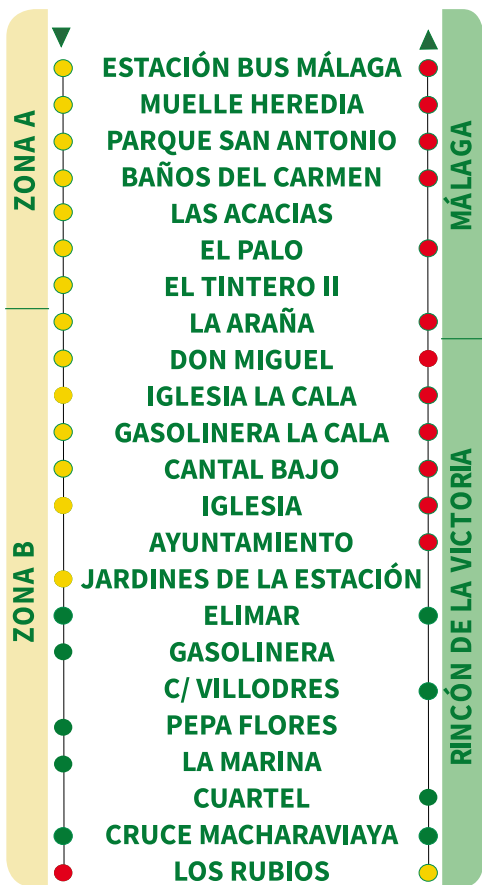 ZONA A
ZONA B
ESTACIÓN BUS MÁLAGA
MUELLE HEREDIA
PARQUE SAN ANTONIO
BAÑOS DEL CARMEN
LAS ACACIAS
EL PALO
EL TINTERO II
LA ARAÑA
DON MIGUEL
IGLESIA LA CALA
GASOLINERA LA CALA
CANTAL BAJO
IGLESIA
AYUNTAMIENTO
JARDINES DE LA ESTACIÓN
ELIMAR
GASOLINERA
C/ VILLODRES
PEPA FLORES
LA MARINA
CUARTEL
CRUCE MACHARAVIAYA
LOS RUBIOS
MÁLAGA
RINCÓN DE LA VICTORIA